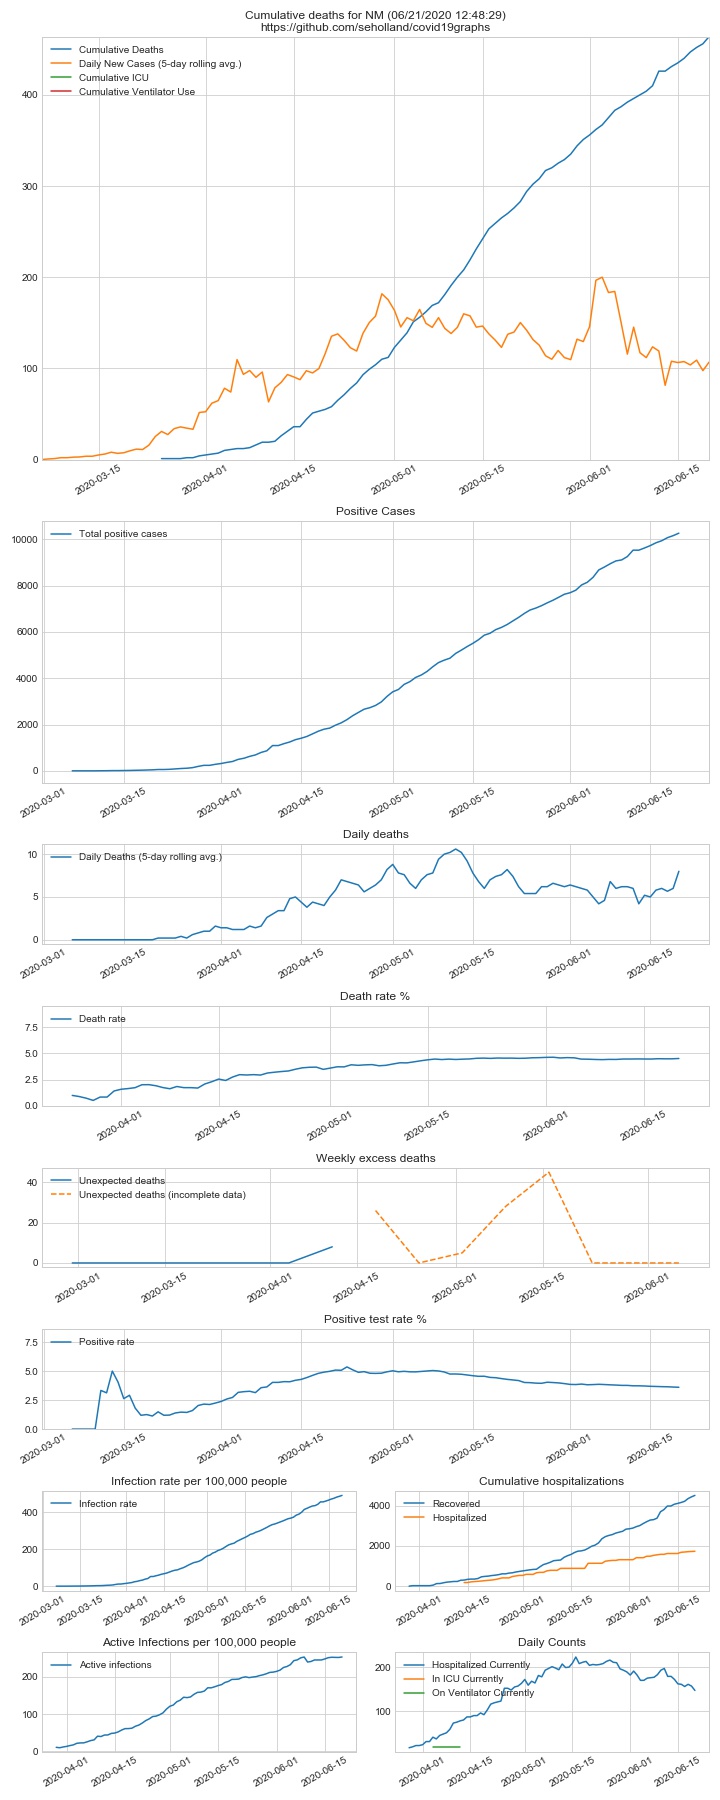 Cumulative deaths for NM (06/21/2020 12:48:29)
https://github.com/seholland/covid19graphs
Cumulative Deaths
Daily New Cases (5-day rolling avg.)
Cumulative ICU
Cumulative Ventilator Use
400
300
200
100
0
2020-03-15 2020-04-01 2020-04-15 2020-05-01 2020-05-15 2020-06-01 2020-06-15
Positive Cases
Total positive cases
10000
8000
6000
4000
2000
0
2020-03-01 2020-03-15 2020-04-01 2020-04-15 2020-05-01 2020-05-15 2020-06-01 2020-06-15
Daily deaths
Daily Deaths (5-day rolling avg.)
10
5
0
2020-03-01 2020-03-15 2020-04-01 2020-04-15 2020-05-01 2020-05-15 2020-06-01 2020-06-15
Death rate %
Death rate
7.5
5.0
2.5
0.0
2020-04-01 2020-04-15 2020-05-01 2020-05-15 2020-06-01 2020-06-15
Weekly excess deaths
Unexpected deaths
Unexpected deaths (incomplete data)
40
20
0
2020-03-01 2020-03-15 2020-04-01 2020-04-15 2020-05-01 2020-05-15 2020-06-01
Positive test rate %
Positive rate
7.5
5.0
2.5
0.0
2020-03-01 2020-03-15 2020-04-01 2020-04-15 2020-05-01 2020-05-15 2020-06-01 2020-06-15
Infection rate per 100,000 people
Infection rate
400
200
0
2020-03-01 2020-03-15 2020-04-01 2020-04-15 2020-05-01 2020-05-15 2020-06-01 2020-06-15
Cumulative hospitalizations
Recovered
Hospitalized
4000
2000
0
2020-04-01 2020-04-15 2020-05-01 2020-05-15 2020-06-01 2020-06-15
Active Infections per 100,000 people
Active infections
200
100
0
2020-04-01 2020-04-15 2020-05-01 2020-05-15 2020-06-01 2020-06-15
Daily Counts
Hospitalized Currently
In ICU Currently
On Ventilator Currently
200
100
2020-04-01 2020-04-15 2020-05-01 2020-05-15 2020-06-01 2020-06-15